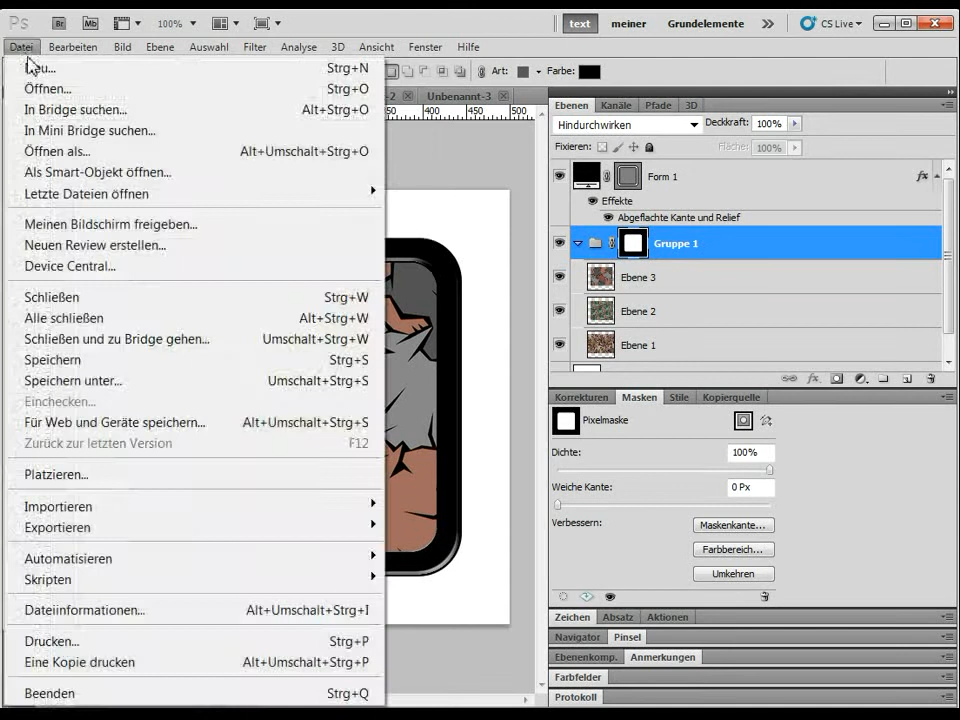 Ps Br Mb 100% text meiner Grundelemente CS Live
Datei Bearbeiten Bild Ebene Auswahl Filter Analyse 3D Ansicht Fenster Hilfe
Neu... Strg+N
Öffnen... Strg+O
In Bridge suchen... Alt+Strg+O
In Mini Bridge suchen...
Öffnen als... Alt+Umschalt+Strg+O
Als Smart-Objekt öffnen...
Letzte Dateien öffnen
Meinen Bildschirm freigeben...
Neuen Review erstellen...
Device Central...
Schließen Strg+W
Alle schließen Alt+Strg+W
Schließen und zu Bridge gehen... Umschalt+Strg+W
Speichern Strg+S
Speichern unter... Umschalt+Strg+S
Einchecken...
Für Web und Geräte speichern... Alt+Umschalt+Strg+S
Zurück zur letzten Version F12
Platzieren...
Importieren
Exportieren
Automatisieren
Skripten
Dateiinformationen... Alt+Umschalt+Strg+I
Drucken... Strg+P
Eine Kopie drucken Alt+Umschalt+Strg+P
Beenden Strg+Q
Art: Farbe:
-2 Unbenannt-3
400 450 500
Ebenen Kanäle Pfade 3D
Hindurchwirken Deckkraft: 100%
Fixieren: Fläche: 100%
Form 1 fx
Effekte
Abgeflachte Kante und Relief
Gruppe 1
Ebene 3
Ebene 2
Ebene 1
fx.
Korrekturen Masken Stile Kopierquelle
Pixelmaske
Dichte: 100%
Weiche Kante: 0 Px
Verbessern: Maskenkante...
Farbbereich...
Umkehren
Zeichen Absatz Aktionen
Navigator Pinsel
Ebenenkomp. Anmerkungen
Farbfelder
Protokoll